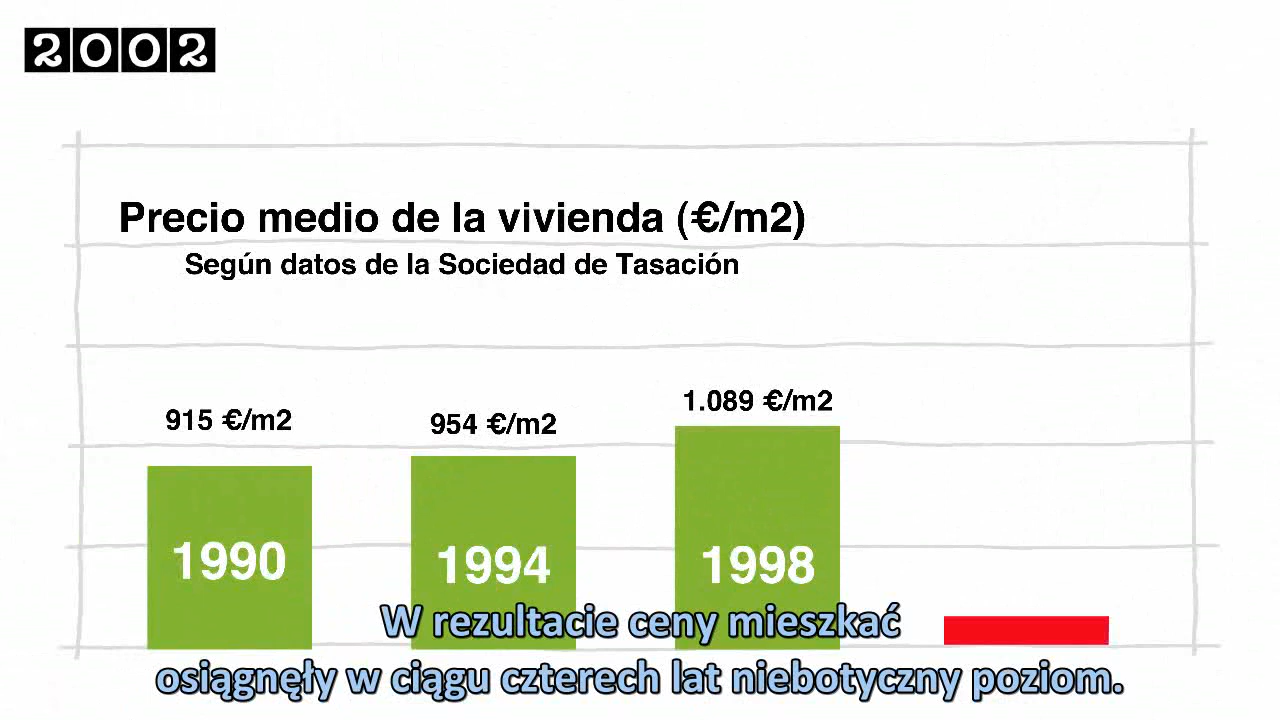 2002
Precio medio de la vivienda (€/m2)
Según datos de la Sociedad de Tasación
915 €/m2
954 €/m2
1.089 €/m2
1990
1994
1998
W rezultacie ceny mieszkać
osiągnęły w ciągu czterech lat niebotyczny poziom.